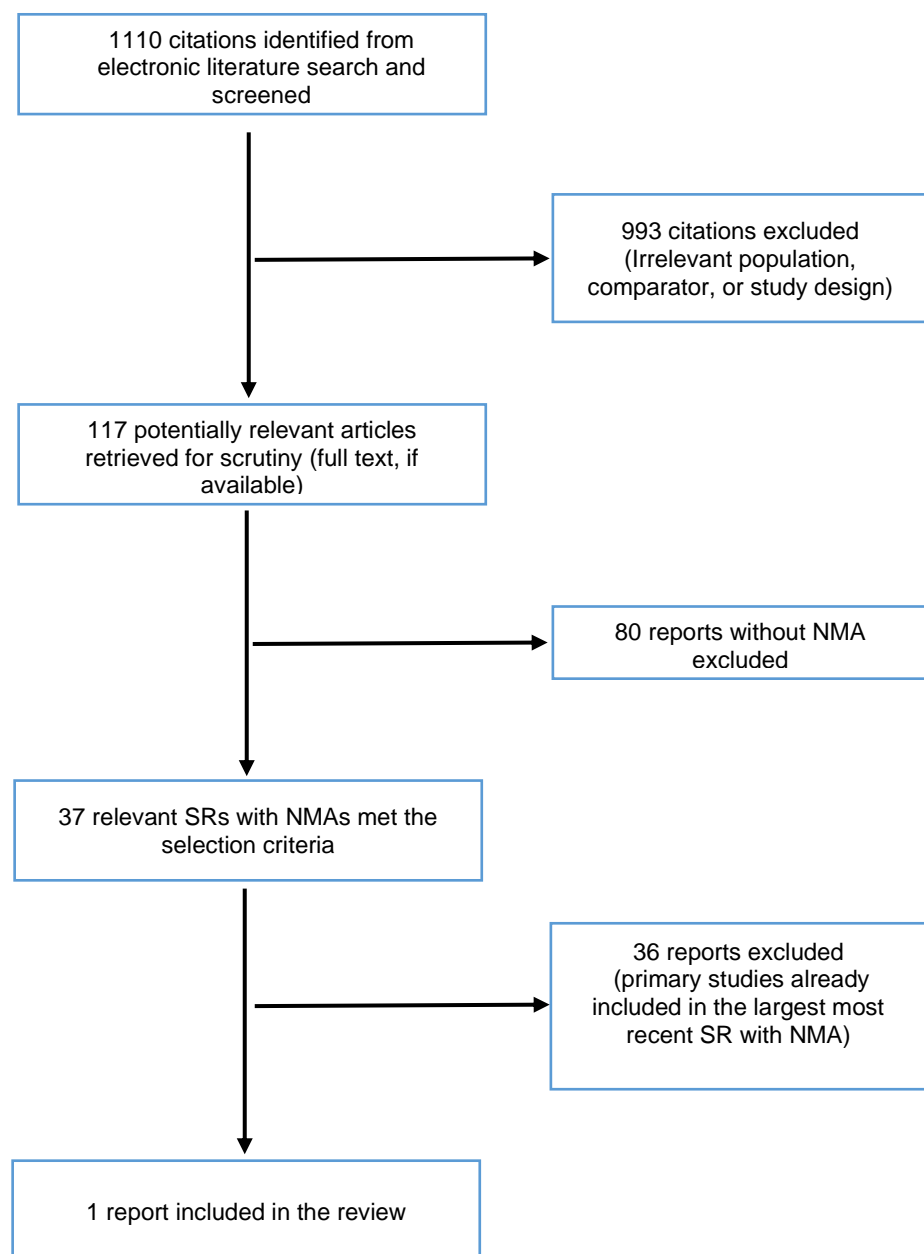 1110 citations identified from
electronic literature search and
screened
993 citations excluded
(Irrelevant population,
comparator, or study design)
117 potentially relevant articles
retrieved for scrutiny (full text, if
available)
80 reports without NMA
excluded
37 relevant SRs with NMAs met the
selection criteria
36 reports excluded
(primary studies already
included in the largest most
recent SR with NMA)
1 report included in the review